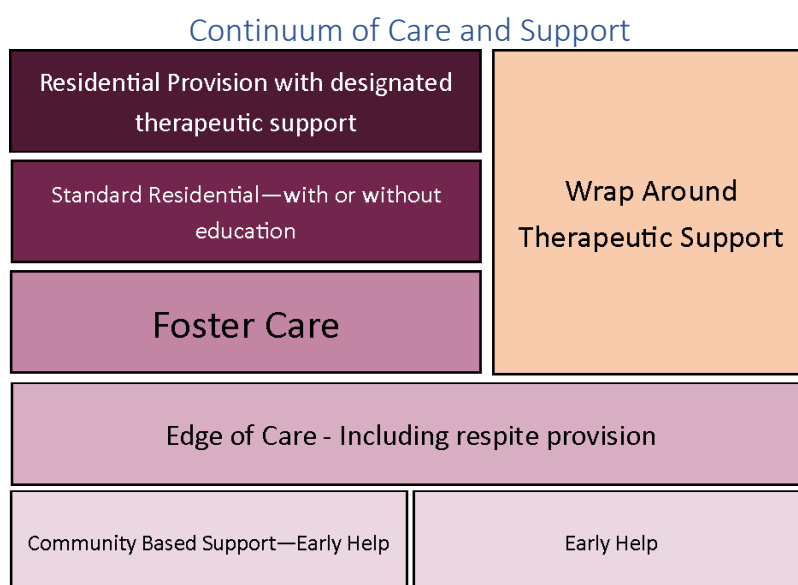 Continuum of Care and Support
Residential Provision with designated
therapeutic support
Standard Residential—with or without
education
Foster Care
Wrap Around
Therapeutic Support
Edge of Care - Including respite provision
Community Based Support—Early Help
Early Help